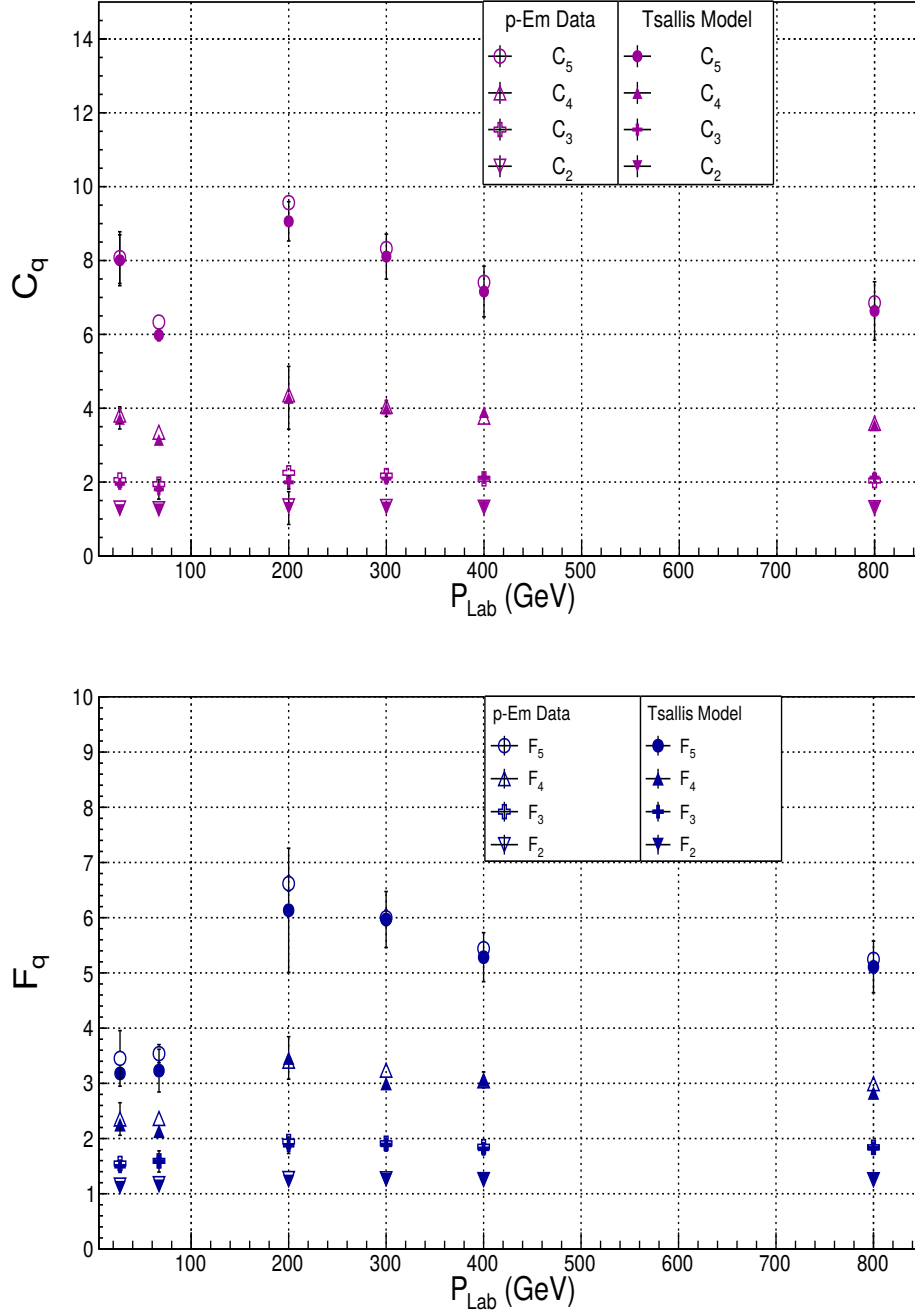 p-Em Data Tsallis Model
C5 C5
C4 C4
C3 C3
C2 C2
14
12
10
8
6
4
2
0
Cq
100 200 300 400 500 600 700 800
PLab (GeV)
p-Em Data Tsallis Model
F5 F5
F4 F4
F3 F3
F2 F2
10
9
8
7
6
5
4
3
2
1
0
Fq
100 200 300 400 500 600 700 800
PLab (GeV)